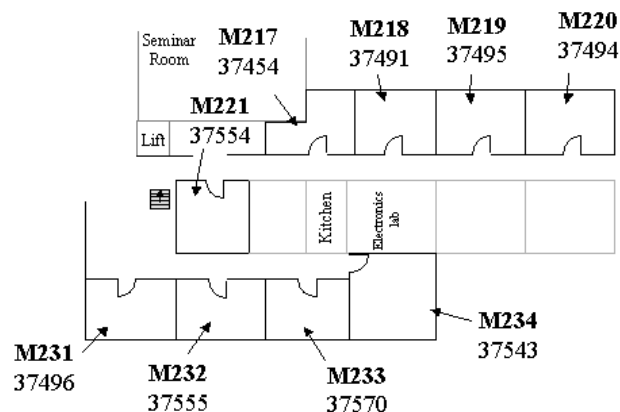 Seminar
Room
M217
37454
M218
37491
M219
37495
M220
37494
M221
37554
Lift
Kitchen
Electronics
lab
M231
37496
M232
37555
M233
37570
M234
37543